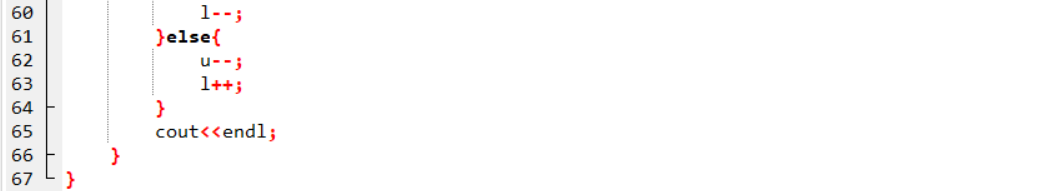 60 l--;
61 }else{
62 u--;
63 l++;
64 }
65 cout<<endl;
66 }
67 }